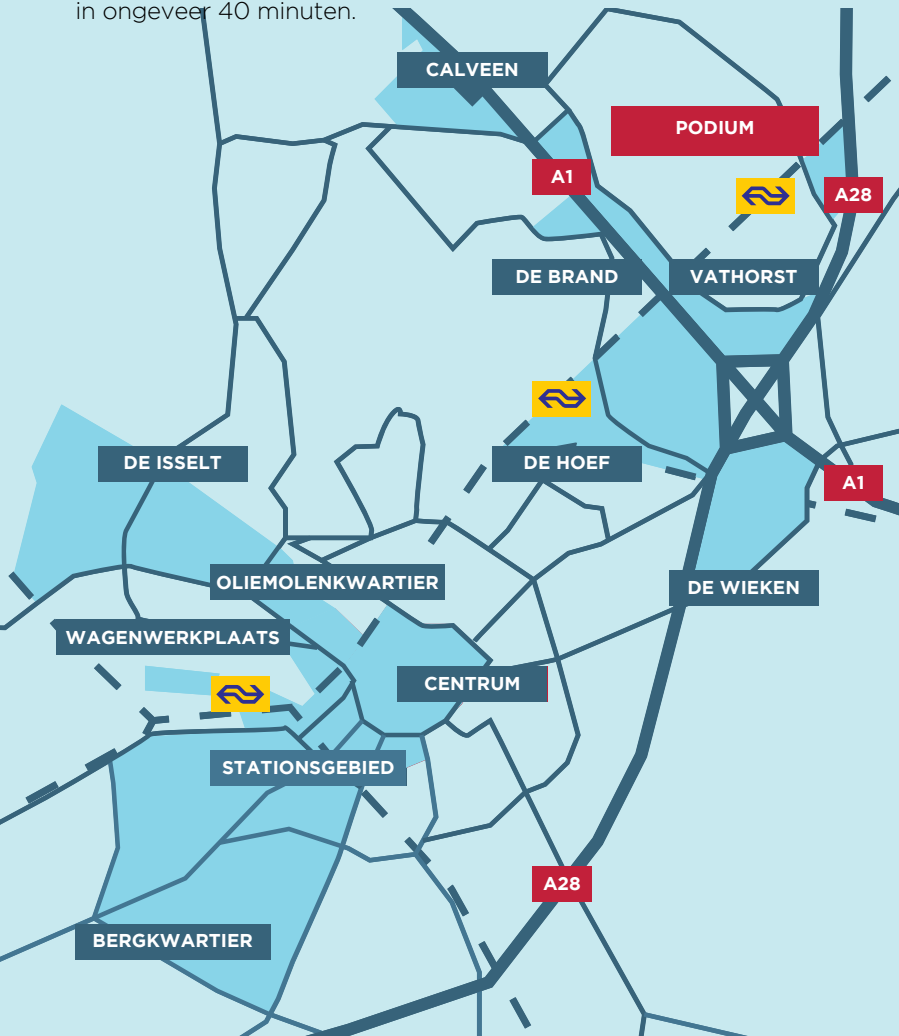 in ongeveer 40 minuten.
CALVEEN
PODIUM
A1
A28
DE BRAND
VATHORST
DE ISSELT
DE HOEF
A1
OLIEMOLENKWARTIER
DE WIEKEN
WAGENWERKPLAATS
CENTRUM
STATIONSGEBIED
A28
BERGKWARTIER